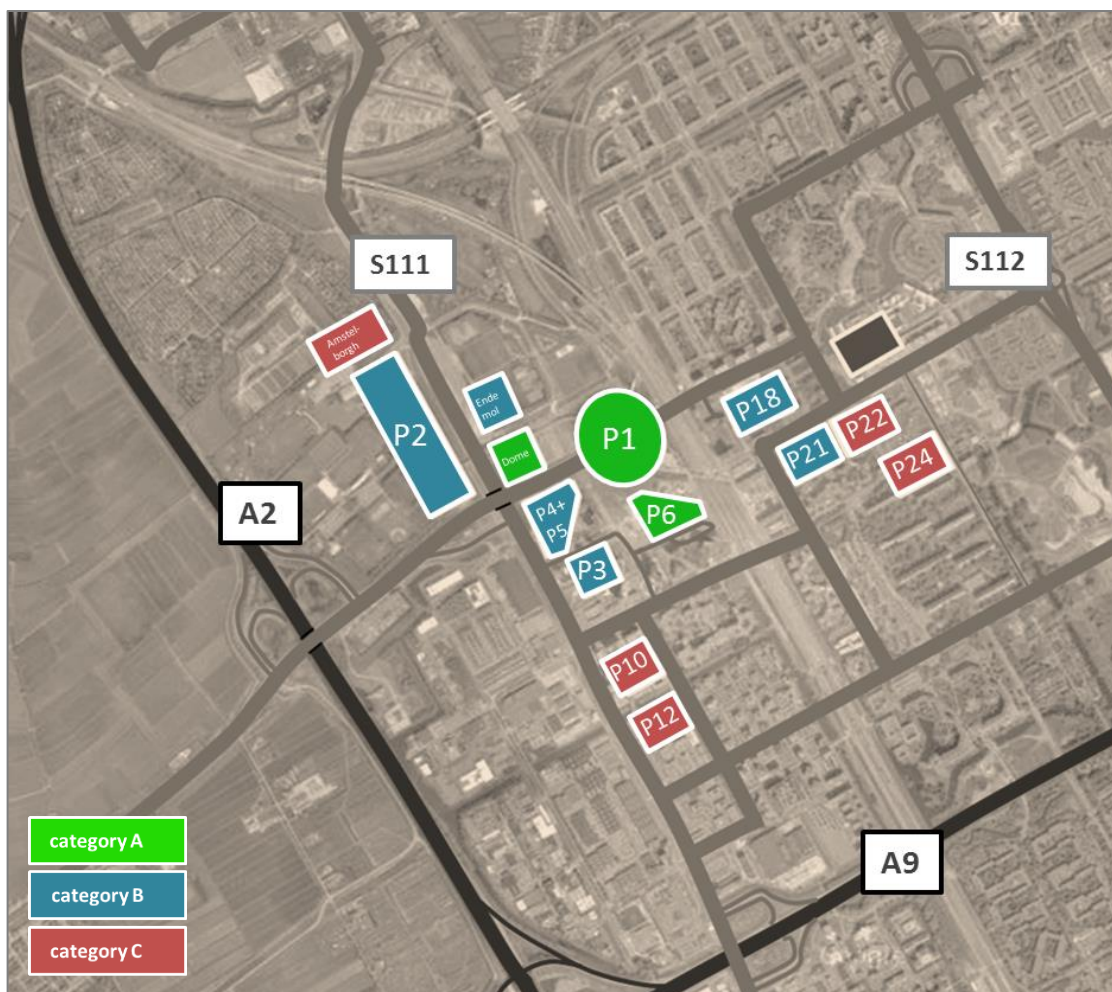 S111
S112
Amstel-
borgh
P2
Ende
mol
Dome
P1
P18
P22
P21
P24
A2
P4+
P5
P6
P3
P10
P12
category A
category B
category C
A9